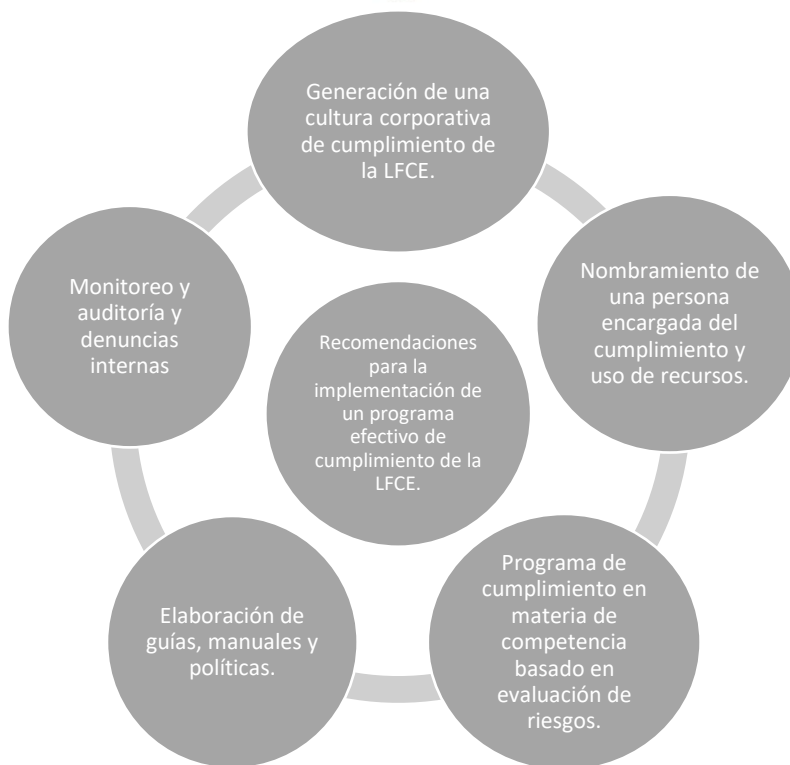 Generación de una
cultura corporativa
de cumplimiento de
la LFCE.
Nombramiento de
una persona
encargada del
cumplimiento y
uso de recursos.
Programa de
cumplimiento en
materia de
competencia
basado en
evaluación de
riesgos.
Elaboración de
guías, manuales y
políticas.
Monitoreo y
auditoría y
denuncias
internas
Recomendaciones
para la
implementación de
un programa
efectivo de
cumplimiento de la
LFCE.